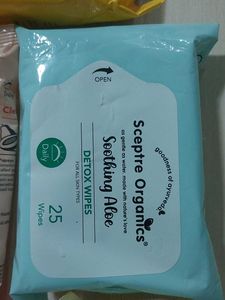 OPEN
Sceptre Organics®
as gentle as water, made with nature's love
goodness of ayurveda
Soothing Aloe
DETOX WIPES
FOR ALL SKIN TYPES
Daily
25
Wipes